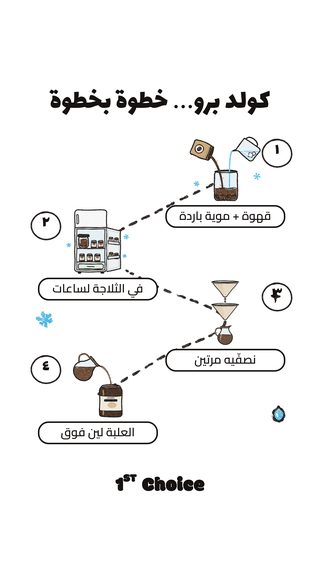 كولد برو... خطوة بخطوة
١
قهوة + موية باردة
٢
في الثلاجة لساعات
٣
نصفّيه مرتين
٤
العلبة لين فوق
1ST Choice